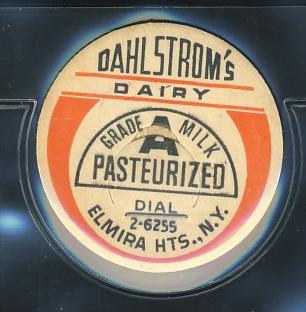 DAHLSTROM's
DAIRY
GRADE A MILK
PASTEURIZED
DIAL
2-6255
ELMIRA HTS., N.Y.